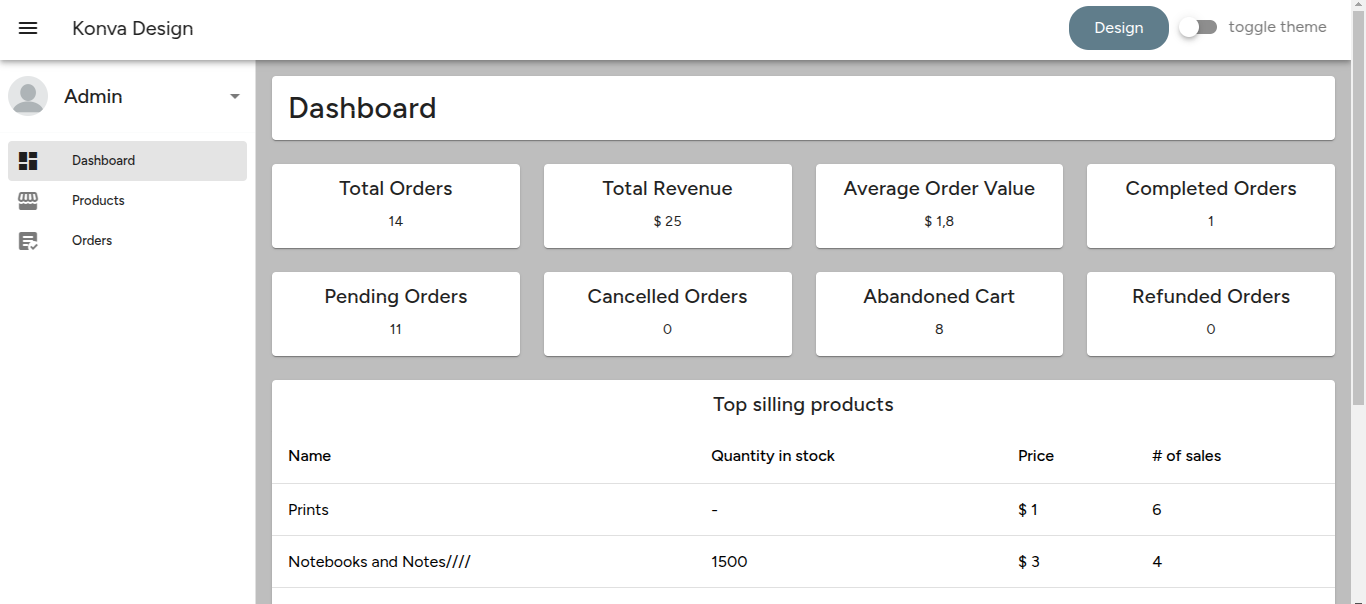 Konva Design
Design
toggle theme
Admin
Dashboard
Products
Orders
Dashboard
Total Orders
14
Total Revenue
$ 25
Average Order Value
$ 1,8
Completed Orders
1
Pending Orders
11
Cancelled Orders
0
Abandoned Cart
8
Refunded Orders
0
Top silling products
Name Quantity in stock Price # of sales
Prints - $ 1 6
Notebooks and Notes//// 1500 $ 3 4